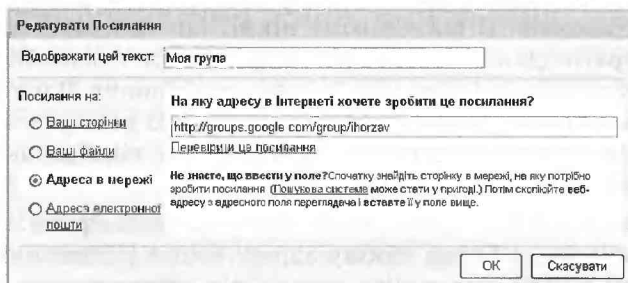 Редагувати Посилання
Відображати цей текст: Моя група
Посилання на:
Ваші сторінки
Ваші файли
Адреса в мережі
Адреса електронної
пошти
На яку адресу в Інтернеті хочете зробити це посилання?
http://groups.google.com/group/ihorzav
Перевірити це посилання
Не знаєте, що ввести у поле? Спочатку знайдіть сторінку в мережі, на яку потрібно
зробити посилання (Пошукова система може стати у пригоді.) Потім скопіюйте веб-
адресу з адресного поля переглядача і вставте її у поле вище.
OK Скасувати